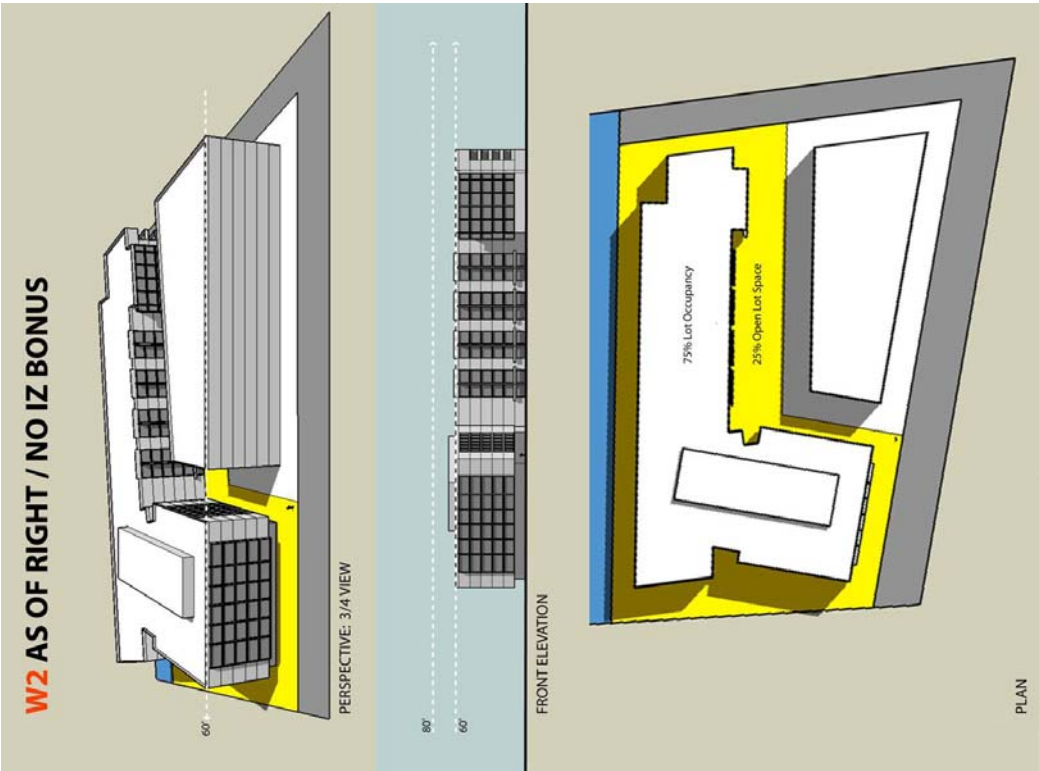 W2 AS OF RIGHT / NO IZ BONUS
60'
PERSPECTIVE: 3/4 VIEW
80'
60'
FRONT ELEVATION
75% Lot Occupancy
25% Open Lot Space
PLAN